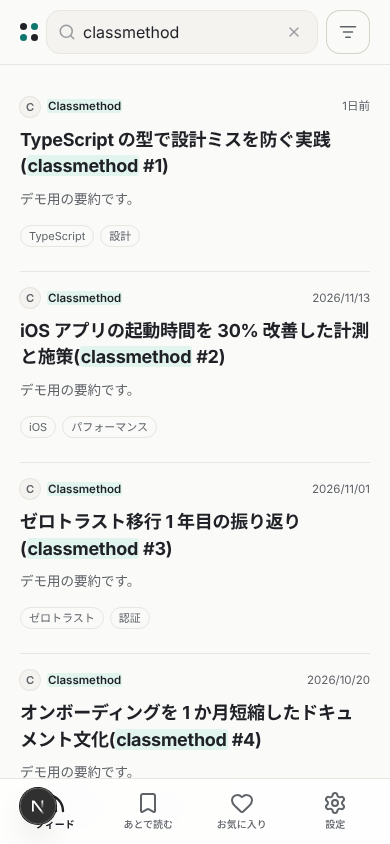 classmethod
C Classmethod 1日前
TypeScript の型で設計ミスを防ぐ実践
(classmethod #1)
デモ用の要約です。
TypeScript 設計
C Classmethod 2026/11/13
iOS アプリの起動時間を 30% 改善した計測
と施策(classmethod #2)
デモ用の要約です。
iOS パフォーマンス
C Classmethod 2026/11/01
ゼロトラスト移行 1 年目の振り返り
(classmethod #3)
デモ用の要約です。
ゼロトラスト 認証
C Classmethod 2026/10/20
オンボーディングを 1 か月短縮したドキュ
メント文化(classmethod #4)
デモ用の要約です。
N
フィード あとで読む お気に入り 設定